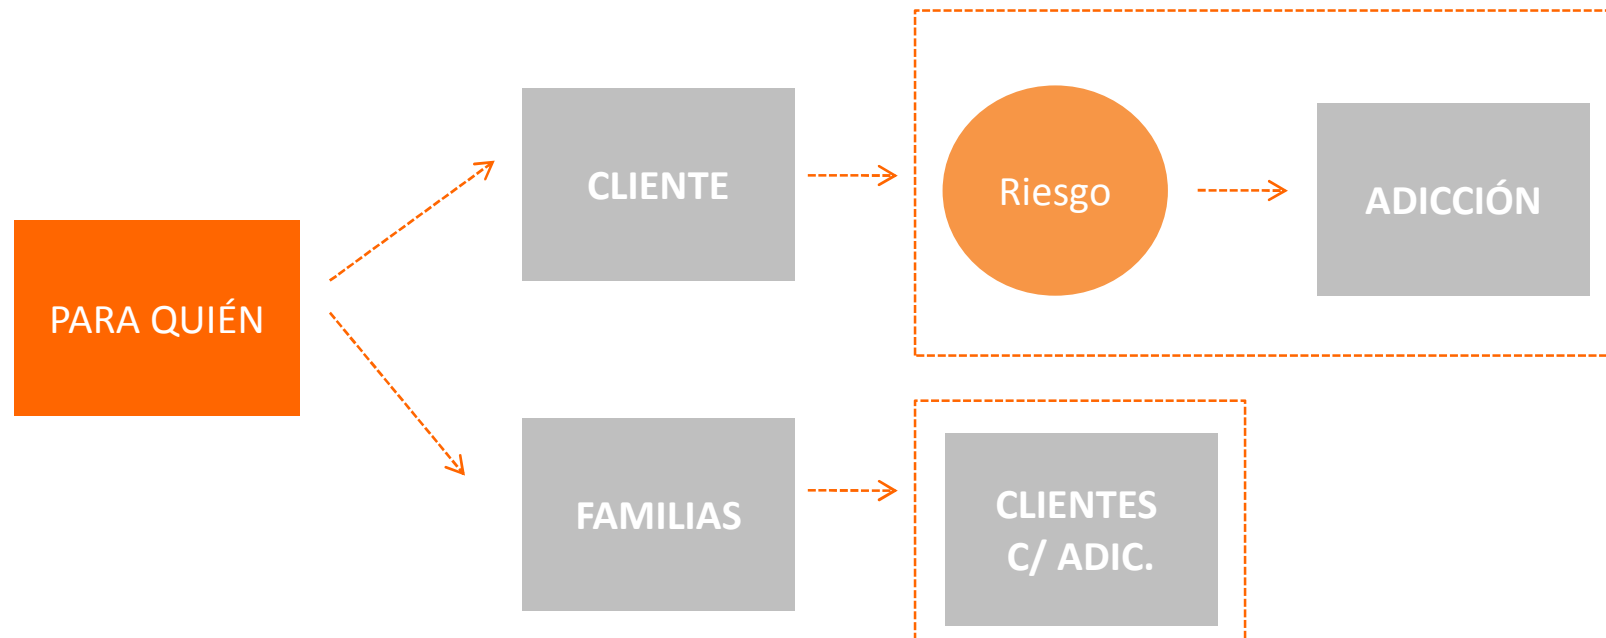 PARA QUIÉN
CLIENTE
Riesgo
ADICCIÓN
FAMILIAS
CLIENTES
C/ ADIC.